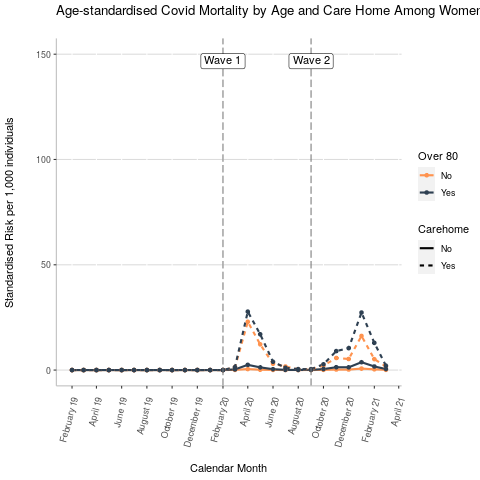 Age-standardised Covid Mortality by Age and Care Home Among Women
150
100
50
0
Standardised Risk per 1,000 individuals
Wave 1
Wave 2
Over 80
No
Yes
Carehome
No
Yes
February 19
April 19
June 19
August 19
October 19
December 19
February 20
April 20
June 20
August 20
October 20
December 20
February 21
April 21
Calendar Month